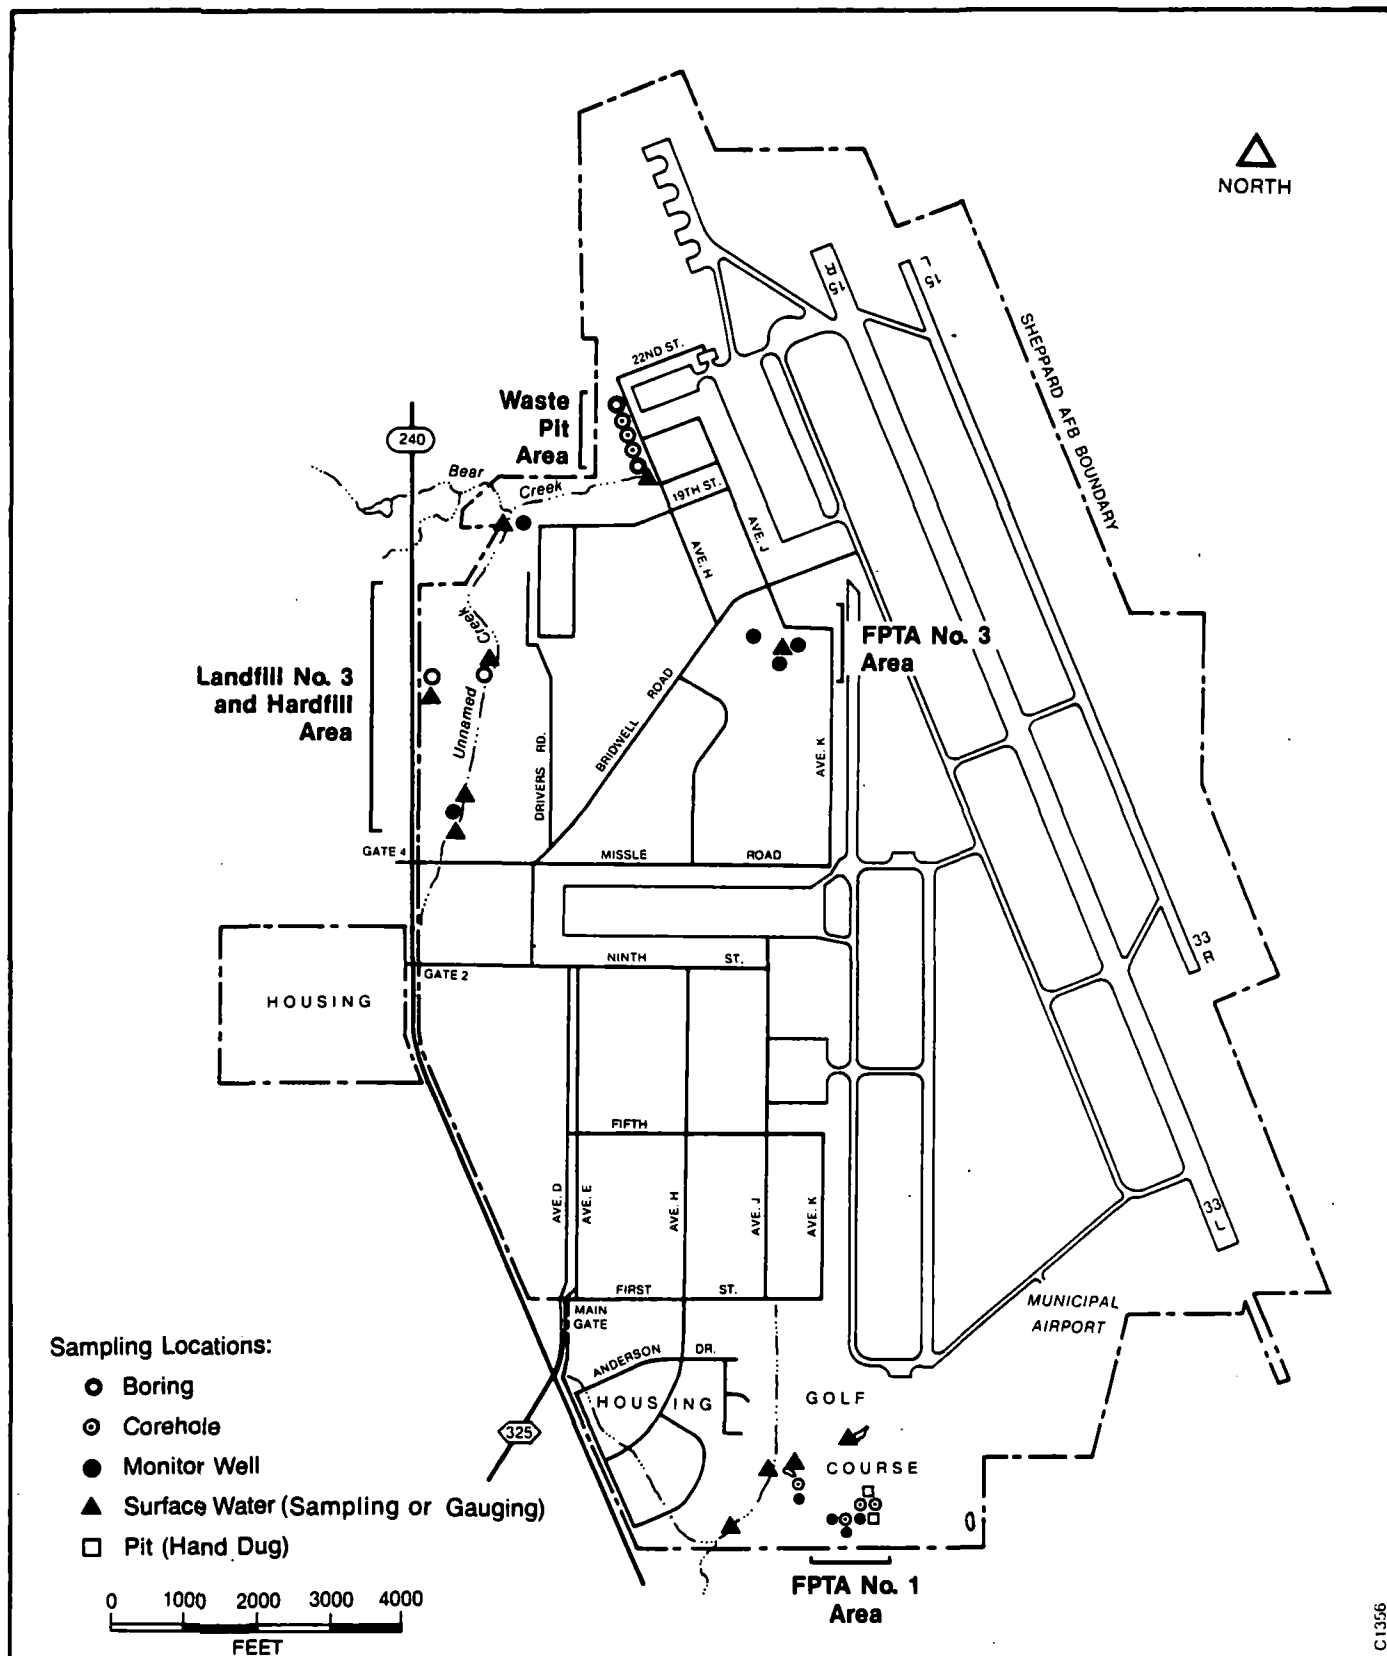 NORTH
SHEPPARD AFB BOUNDARY
15
R
15
L
22ND ST.
Waste
Pit
Area
240
Bear
Creek
19TH ST.
AVE. J
AVE. H
Landfill No. 3
and Hardfill
Area
Unnamed
Creek
FPTA No. 3
Area
DRIVERS RD.
BRIDWELL ROAD
AVE. K
GATE 4
MISSLE ROAD
33
R
NINTH ST.
GATE 2
HOUSING
FIFTH
AVE. D
AVE. E
AVE. H
AVE. J
AVE. K
33
L
FIRST ST.
MAIN
GATE
MUNICIPAL
AIRPORT
ANDERSON DR.
HOUSING
GOLF
COURSE
325
Sampling Locations:
Boring
Corehole
Monitor Well
Surface Water (Sampling or Gauging)
Pit (Hand Dug)
0 1000 2000 3000 4000
FEET
FPTA No. 1
Area
C1356